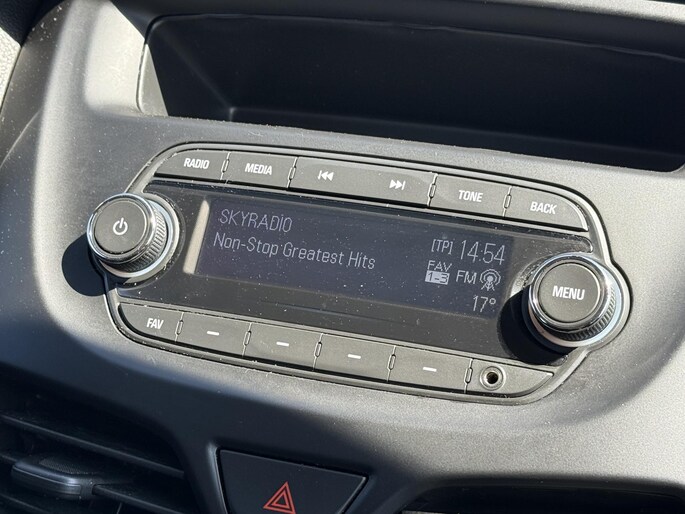 RADIO MEDIA TONE BACK
SKYRADIO
[TP] 14:54
Non-Stop Greatest Hits
FAV
1-3 FM
17°
MENU
FAV